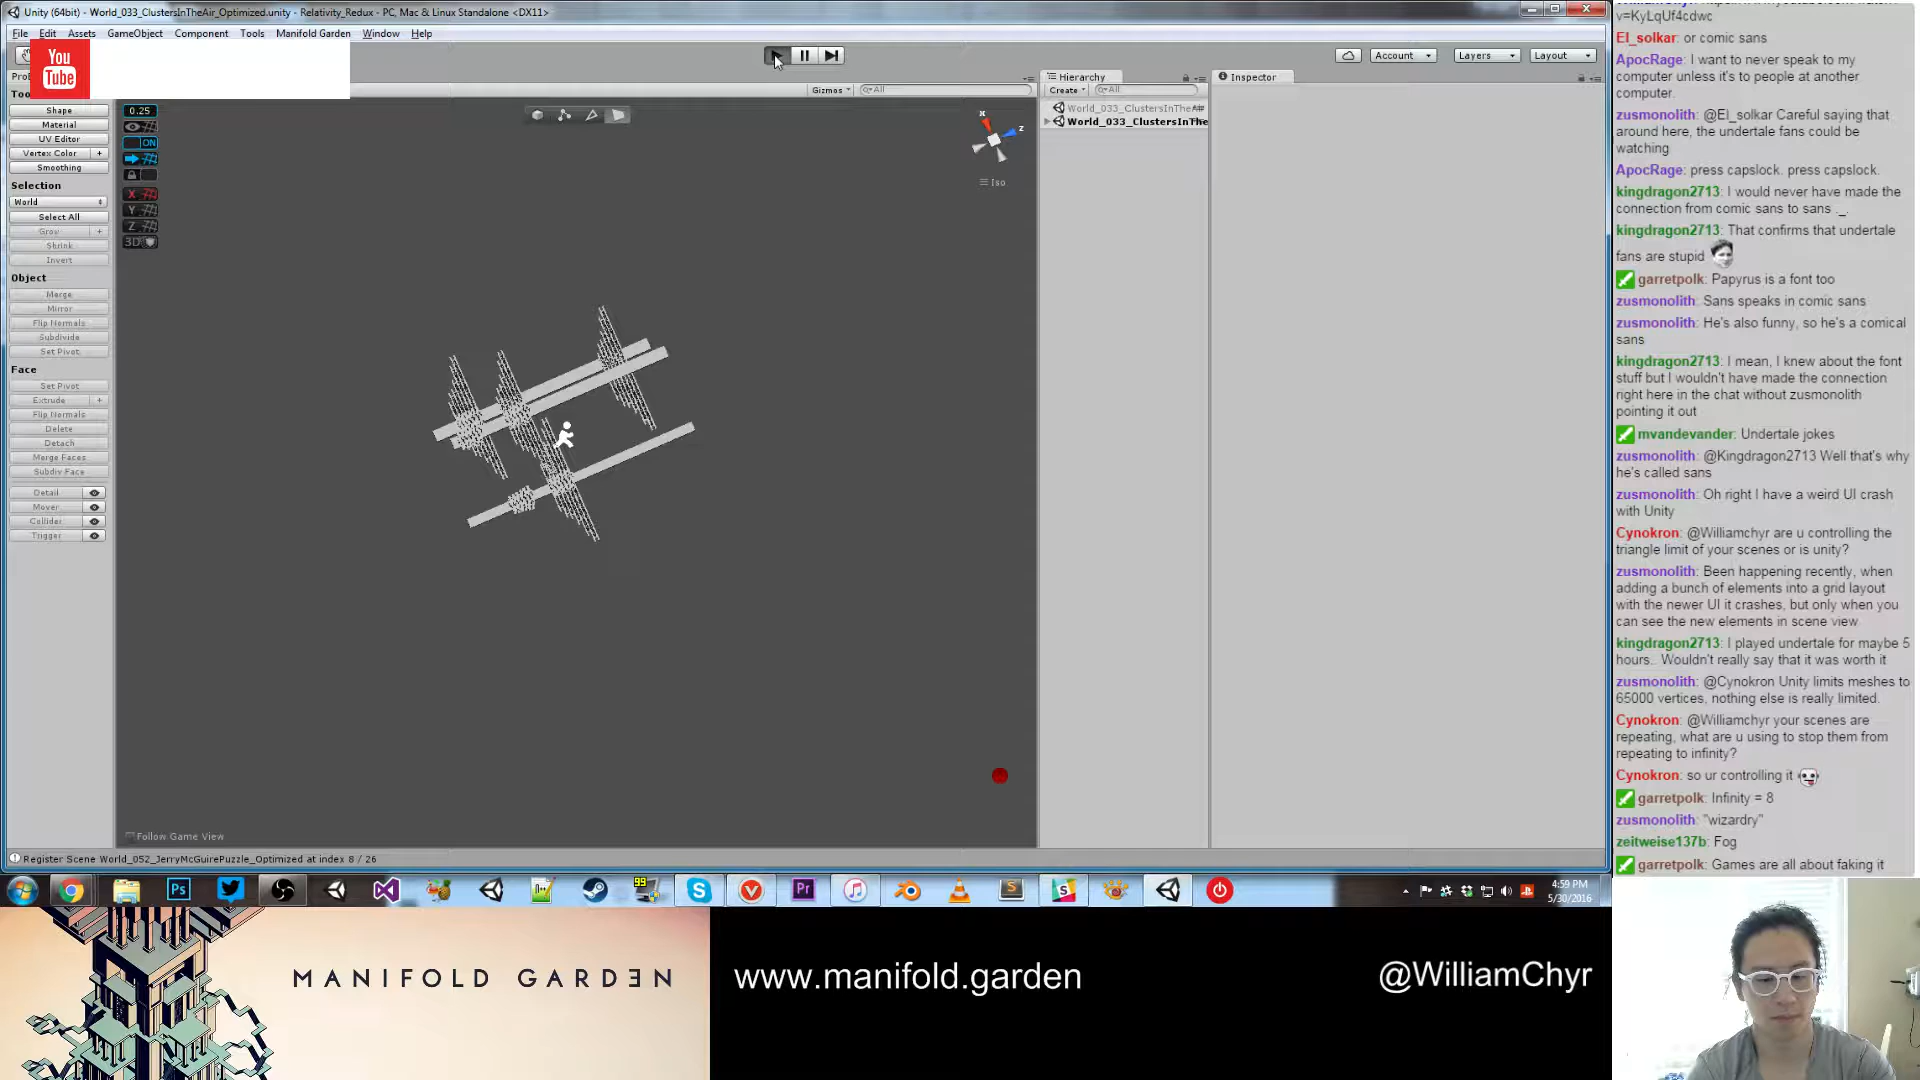 Unity (64bit) - World_033_ClustersInTheAir_Optimized.unity - Relativity_Redux - PC, Mac & Linux Standalone <DX11>
File Edit Assets GameObject Component Tools Manifold Garden Window Help
You
Tube
Account Layers Layout
Gizmos All
Hierarchy
Create All
Inspector
World_033_ClustersInThe
World_033_ClustersInThe
Shape
Material
UV Editor
Vertex Color +
Smoothing
Selection
World
Select All
Grow +
Shrink
Invert
Object
Merge
Mirror
Flip Normals
Subdivide
Set Pivot
Face
Set Pivot
Extrude +
Flip Normals
Delete
Detach
Merge Faces
Subdiv Face
Detail
Mover
Collider
Trigger
0.25
ON
X
Y
Z
3D
x
z
Iso
Follow Game View
Register Scene World_052_JerryMcGuirePuzzle_Optimized at index 8 / 26
v=KyLqUf4cdwc
El_solkar: or comic sans
ApocRage: I want to never speak to my
computer unless it's to people at another
computer.
zusmonolith: @El_solkar Careful saying that
around here, the undertale fans could be
watching
ApocRage: press capslock. press capslock.
kingdragon2713: I would never have made the
connection from comic sans to sans ._.
kingdragon2713: That confirms that undertale
fans are stupid
garretpolk: Papyrus is a font too
zusmonolith: Sans speaks in comic sans
zusmonolith: He's also funny, so he's a comical
sans
kingdragon2713: I mean, I knew about the font
stuff but I wouldn't have made the connection
right here in the chat without zusmonolith
pointing it out
mvandevander: Undertale jokes
zusmonolith: @Kingdragon2713 Well that's why
he's called sans
zusmonolith: Oh right I have a weird UI crash
with Unity
Cynokron: @Williamchyr are u controlling the
triangle limit of your scenes or is unity?
zusmonolith: Been happening recently, when
adding a bunch of elements into a grid layout
with the newer UI it crashes, but only when you
can see the new elements in scene view
kingdragon2713: I played undertale for maybe 5
hours.. Wouldn't really say that it was worth it
zusmonolith: @Cynokron Unity limits meshes to
65000 vertices, nothing else is really limited.
Cynokron: @Williamchyr your scenes are
repeating, what are u using to stop them from
repeating to infinity?
Cynokron: so ur controlling it
garretpolk: Infinity = 8
zusmonolith: "wizardry"
zeitweise137b: Fog
garretpolk: Games are all about faking it
Ps
99
Pr
S
4:59 PM
5/30/2016
MANIFOLD GARDEN
www.manifold.garden
@WilliamChyr